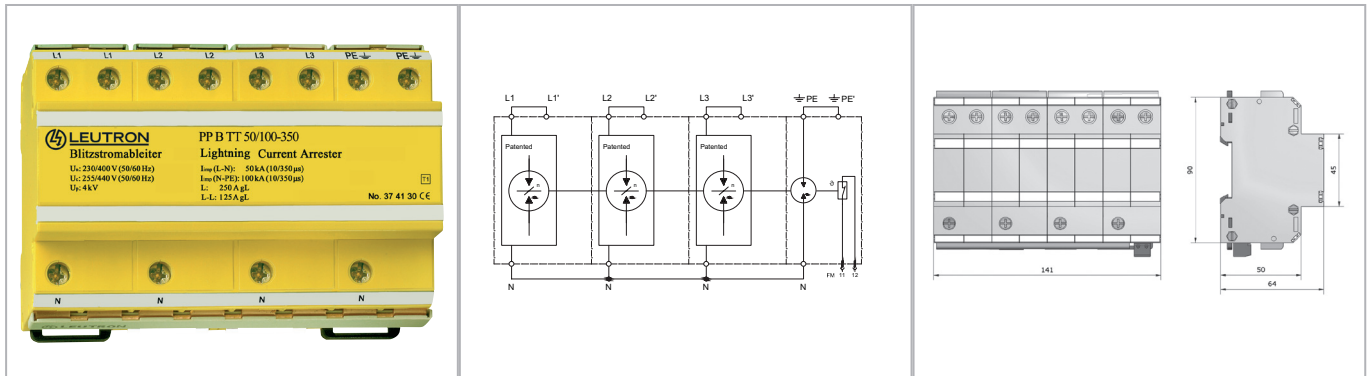 L1 L1 L2 L2 L3 L3 PE PE
LEUTRON
Blitzstromableiter
Uₙ: 230/400 V (50/60 Hz)
U꜀: 255/440 V (50/60 Hz)
Uₚ: 4 kV
PP B TT 50/100-350
Lightning Current Arrester
Iimp (L-N): 50 kA (10/350 µs)
Iimp (N-PE): 100 kA (10/350 µs)
L: 250 A gL
L-L: 125 A gL
T1
No. 37 41 30 CE
N N N N
LEUTRON
L1 L1' L2 L2' L3 L3' PE PE'
Patented Patented Patented
n n n
ϑ
FM 11 12
N N N N
90
45
141
50
64